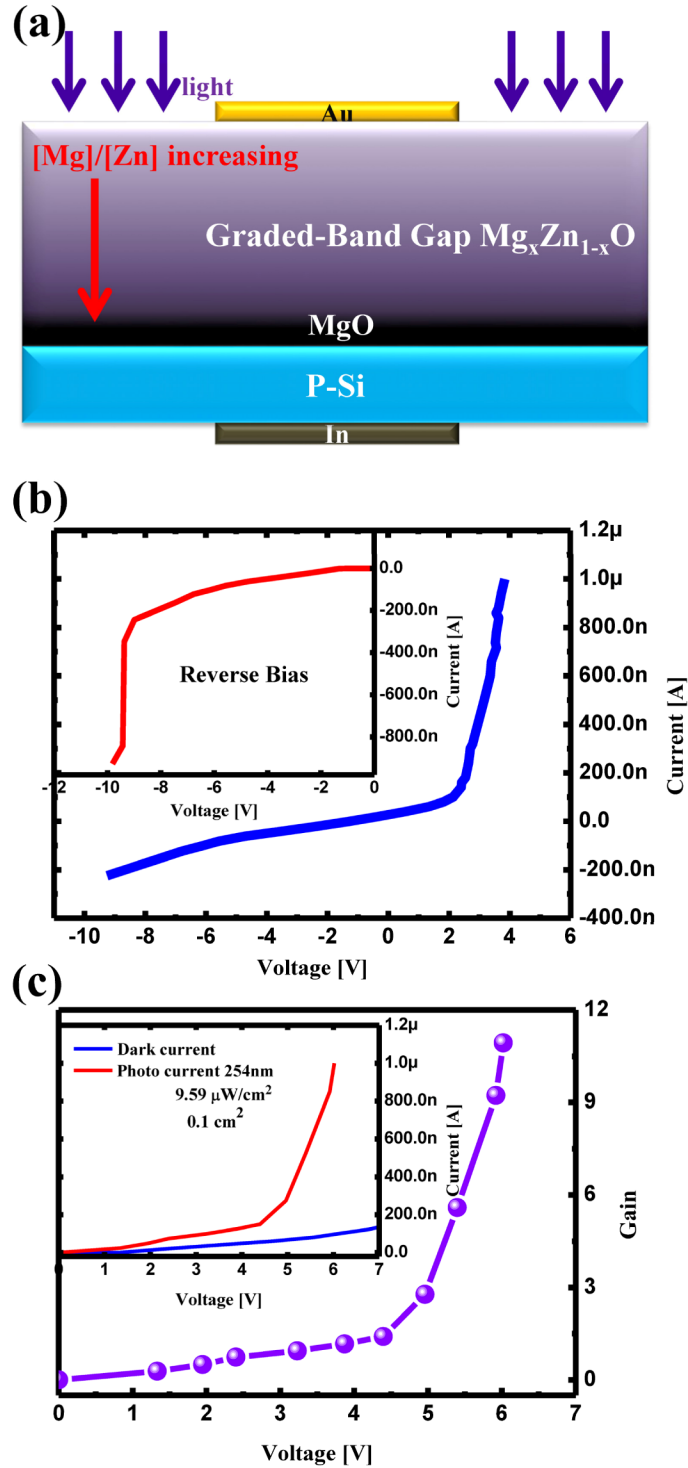 (a)
light
Au
[Mg]/[Zn] increasing
Graded-Band Gap MgₓZn₁₋ₓO
MgO
P-Si
In
(b)
1.2μ
1.0μ
800.0n
600.0n
400.0n
200.0n
0.0
-200.0n
-400.0n
Current [A]
0.0
-200.0n
-400.0n
-600.0n
-800.0n
Current [A]
Reverse Bias
-12 -10 -8 -6 -4 -2 0
Voltage [V]
-10 -8 -6 -4 -2 0 2 4 6
Voltage [V]
(c)
12
9
6
3
0
Gain
1.2μ
1.0μ
800.0n
600.0n
400.0n
200.0n
0.0
Current [A]
Dark current
Photo current 254nm
9.59 μW/cm²
0.1 cm²
0 1 2 3 4 5 6 7
Voltage [V]
0 1 2 3 4 5 6 7
Voltage [V]